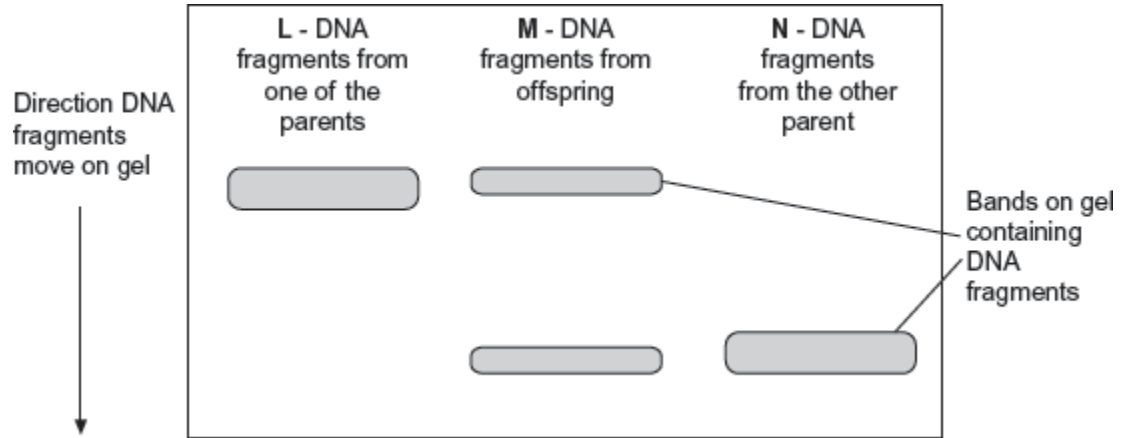 Direction DNA
fragments
move on gel
L - DNA
fragments from
one of the
parents
M - DNA
fragments from
offspring
N - DNA
fragments
from the other
parent
Bands on gel
containing
DNA
fragments